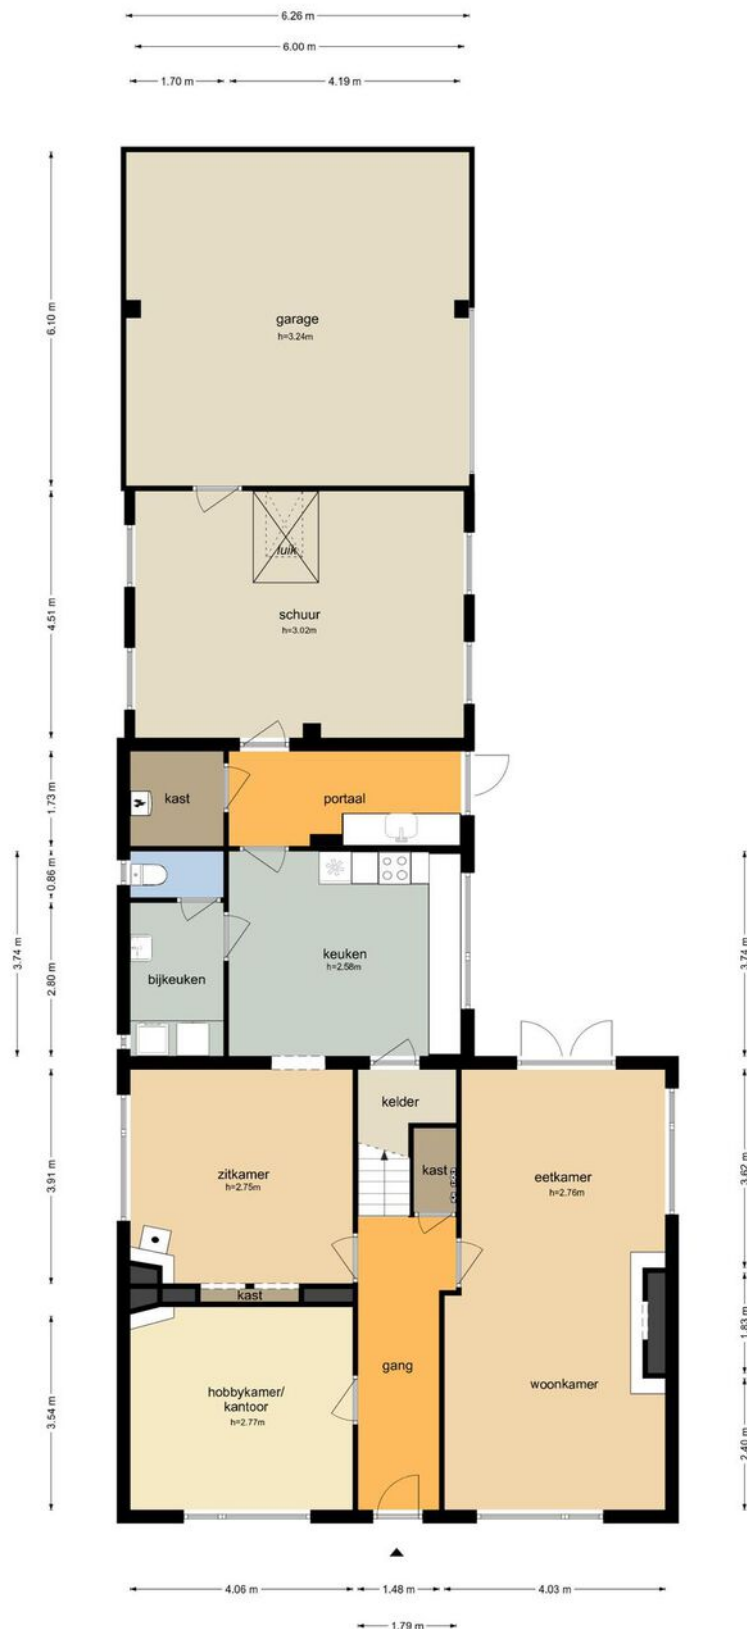 6.26 m
6.00 m
1.70 m
4.19 m
6.10 m
garage
h=3.24m
luik
4.51 m
schuur
h=3.02m
1.73 m
kast
portaal
0.86 m
3.74 m
3.74 m
2.80 m
keuken
h=2.58m
bijkeuken
kelder
3.91 m
zitkamer
h=2.75m
kast
eetkamer
h=2.76m
3.62 m
kast
1.83 m
3.54 m
gang
hobbykamer/
kantoor
h=2.77m
woonkamer
2.40 m
4.06 m
1.48 m
4.03 m
1.79 m